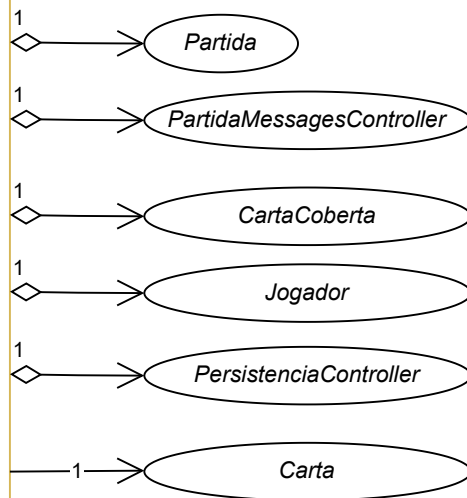 1
Partida
1
PartidaMessagesController
1
CartaCoberta
1
Jogador
1
PersistenciaController
1
Carta